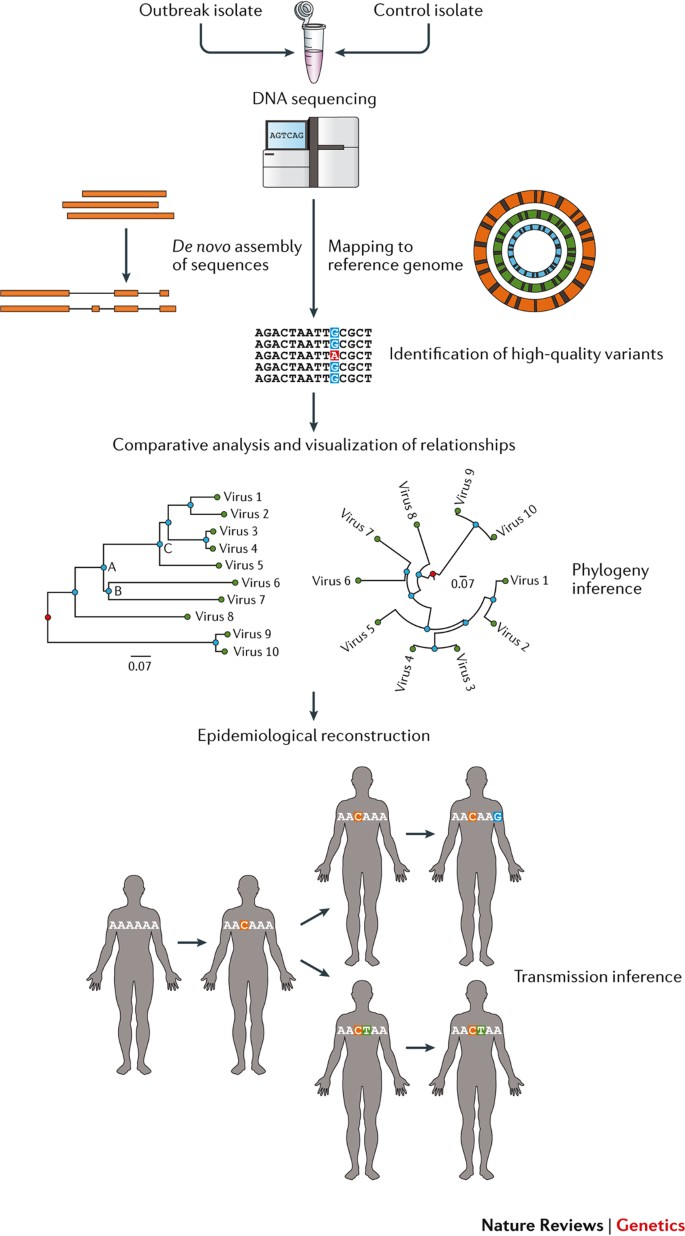 Outbreak isolate
Control isolate
DNA sequencing
AGTCAG
De novo assembly
of sequences
Mapping to
reference genome
AGACTAATTGCGCT
AGACTAATTGCGCT
AGACTAATTACGCT
AGACTAATTGCGCT
AGACTAATTGCGCT
Identification of high-quality variants
Comparative analysis and visualization of relationships
Virus 1
Virus 2
Virus 3
Virus 4
Virus 5
Virus 6
Virus 7
Virus 8
Virus 9
Virus 10
A
B
C
0.07
Virus 9
Virus 8
Virus 10
Virus 7
Virus 6
0.07
Virus 1
Virus 5
Virus 2
Virus 4
Virus 3
Phylogeny
inference
Epidemiological reconstruction
AACAAA
AACAAG
AAAAAA
AACAAA
Transmission inference
AACTAA
AACTAA
Nature Reviews | Genetics